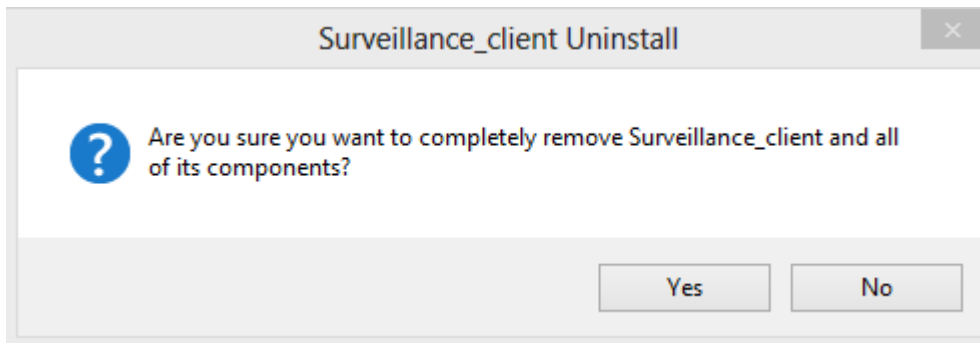 Surveillance_client Uninstall
Are you sure you want to completely remove Surveillance_client and all
of its components?
Yes
No